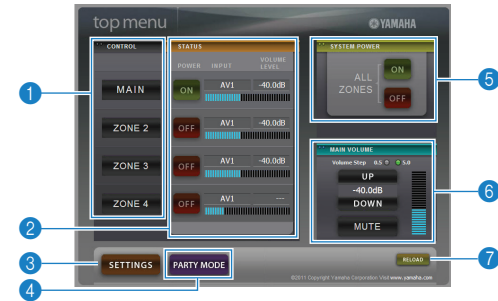 top menu
YAMAHA
CONTROL
STATUS
SYSTEM POWER
POWER INPUT VOLUME LEVEL
MAIN
ON AV1 -40.0dB
ZONE 2
OFF AV1 -40.0dB
ZONE 3
OFF AV1 -40.0dB
ZONE 4
OFF AV1 ---
ALL ZONES
ON
OFF
MAIN VOLUME
Volume Step 0.5 5.0
UP
-40.0dB
DOWN
MUTE
SETTINGS
PARTY MODE
RELOAD
©2011 Copyright Yamaha Corporation Visit www.yamaha.com
1
2
3
4
5
6
7